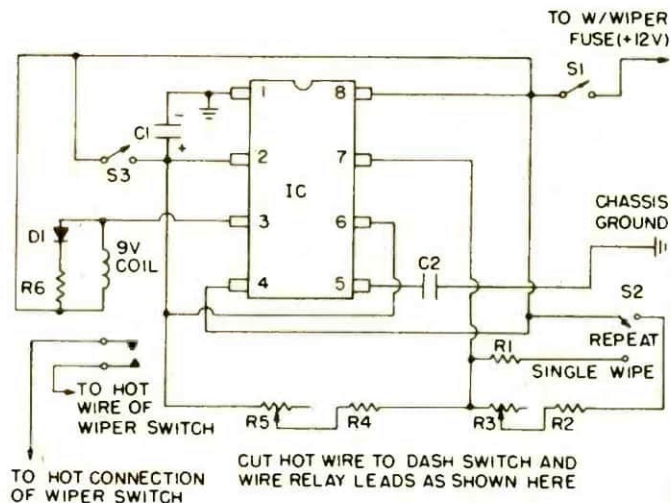 TO W/WIPER
FUSE(+12V)
S1
1
8
C1
-
+
S3
2
7
IC
CHASSIS
GROUND
3
6
D1
9V
COIL
R6
4
5
C2
S2
REPEAT
R1
SINGLE WIPE
TO HOT
WIRE OF
WIPER SWITCH
R5
R4
R3
R2
TO HOT CONNECTION
OF WIPER SWITCH
CUT HOT WIRE TO DASH SWITCH AND
WIRE RELAY LEADS AS SHOWN HERE